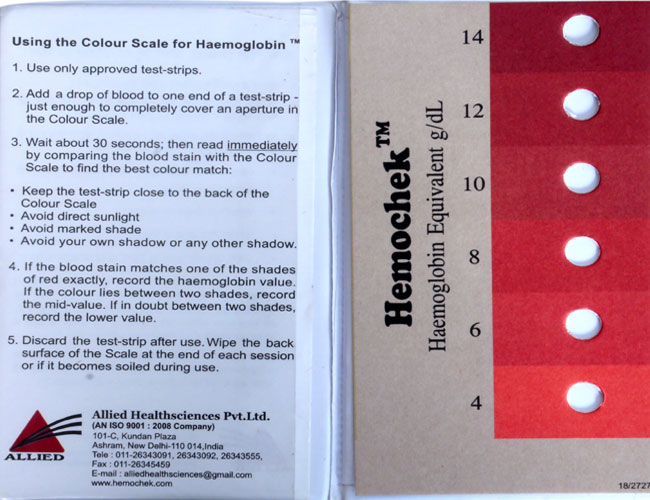 Using the Colour Scale for Haemoglobin ™
1. Use only approved test-strips.
2. Add a drop of blood to one end of a test-strip -
just enough to completely cover an aperture in
the Colour Scale.
3. Wait about 30 seconds; then read immediately
by comparing the blood stain with the Colour
Scale to find the best colour match:
• Keep the test-strip close to the back of the
Colour Scale
• Avoid direct sunlight
• Avoid marked shade
• Avoid your own shadow or any other shadow.
4. If the blood stain matches one of the shades
of red exactly, record the haemoglobin value.
If the colour lies between two shades, record
the mid-value. If in doubt between two shades,
record the lower value.
5. Discard the test-strip after use. Wipe the back
surface of the Scale at the end of each session
or if it becomes soiled during use.
ALLIED
Allied Healthsciences Pvt.Ltd.
(AN ISO 9001 : 2008 Company)
101-C, Kundan Plaza
Ashram, New Delhi-110 014,India
Tele : 011-26343091, 26343092, 26343555,
Fax : 011-26345459
E-mail : alliedhealthsciences@gmail.com
www.hemochek.com
Hemochek™
Haemoglobin Equivalent g/dL
14
12
10
8
6
4
18/2727